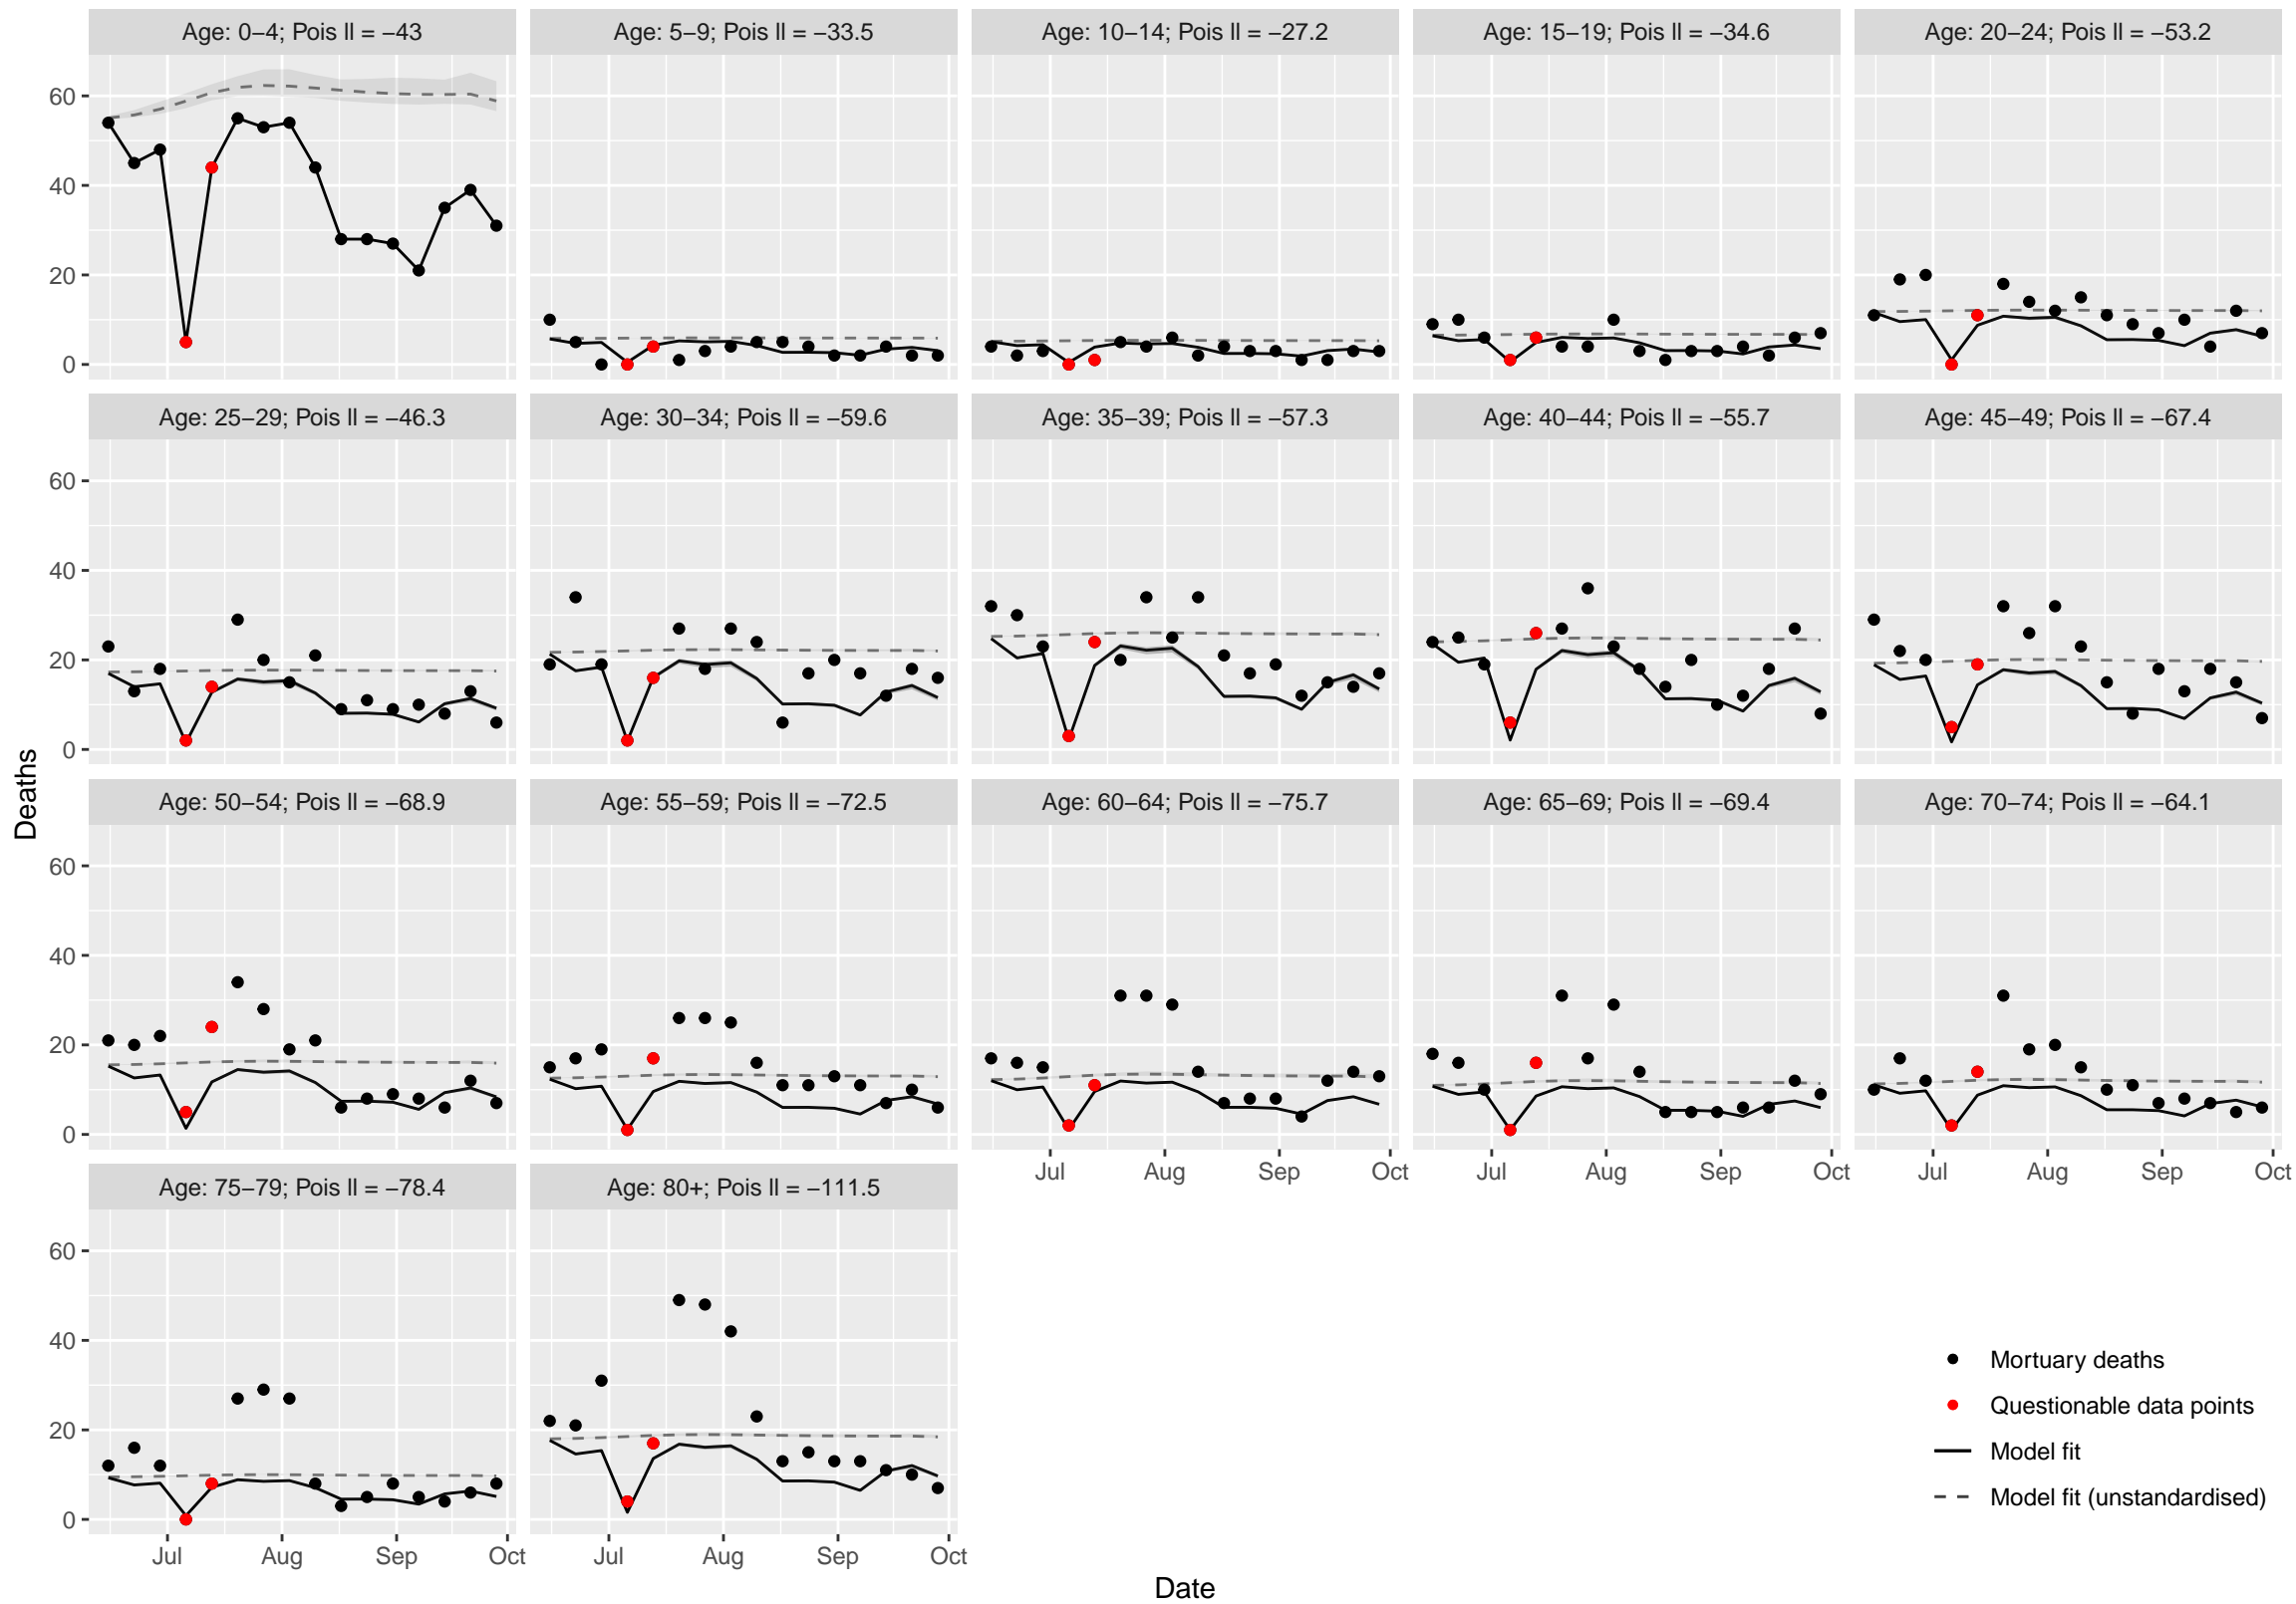 Age: 0−4; Pois ll = −43
Age: 5−9; Pois ll = −33.5
Age: 10−14; Pois ll = −27.2
Age: 15−19; Pois ll = −34.6
Age: 20−24; Pois ll = −53.2
60
40
20
0
Age: 25−29; Pois ll = −46.3
Age: 30−34; Pois ll = −59.6
Age: 35−39; Pois ll = −57.3
Age: 40−44; Pois ll = −55.7
Age: 45−49; Pois ll = −67.4
60
40
20
0
Deaths
Age: 50−54; Pois ll = −68.9
Age: 55−59; Pois ll = −72.5
Age: 60−64; Pois ll = −75.7
Age: 65−69; Pois ll = −69.4
Age: 70−74; Pois ll = −64.1
60
40
20
0
Jul Aug Sep Oct
Jul Aug Sep Oct
Jul Aug Sep Oct
Age: 75−79; Pois ll = −78.4
Age: 80+; Pois ll = −111.5
60
40
20
0
Jul Aug Sep Oct
Jul Aug Sep Oct
Mortuary deaths
Questionable data points
Model fit
Model fit (unstandardised)
Date